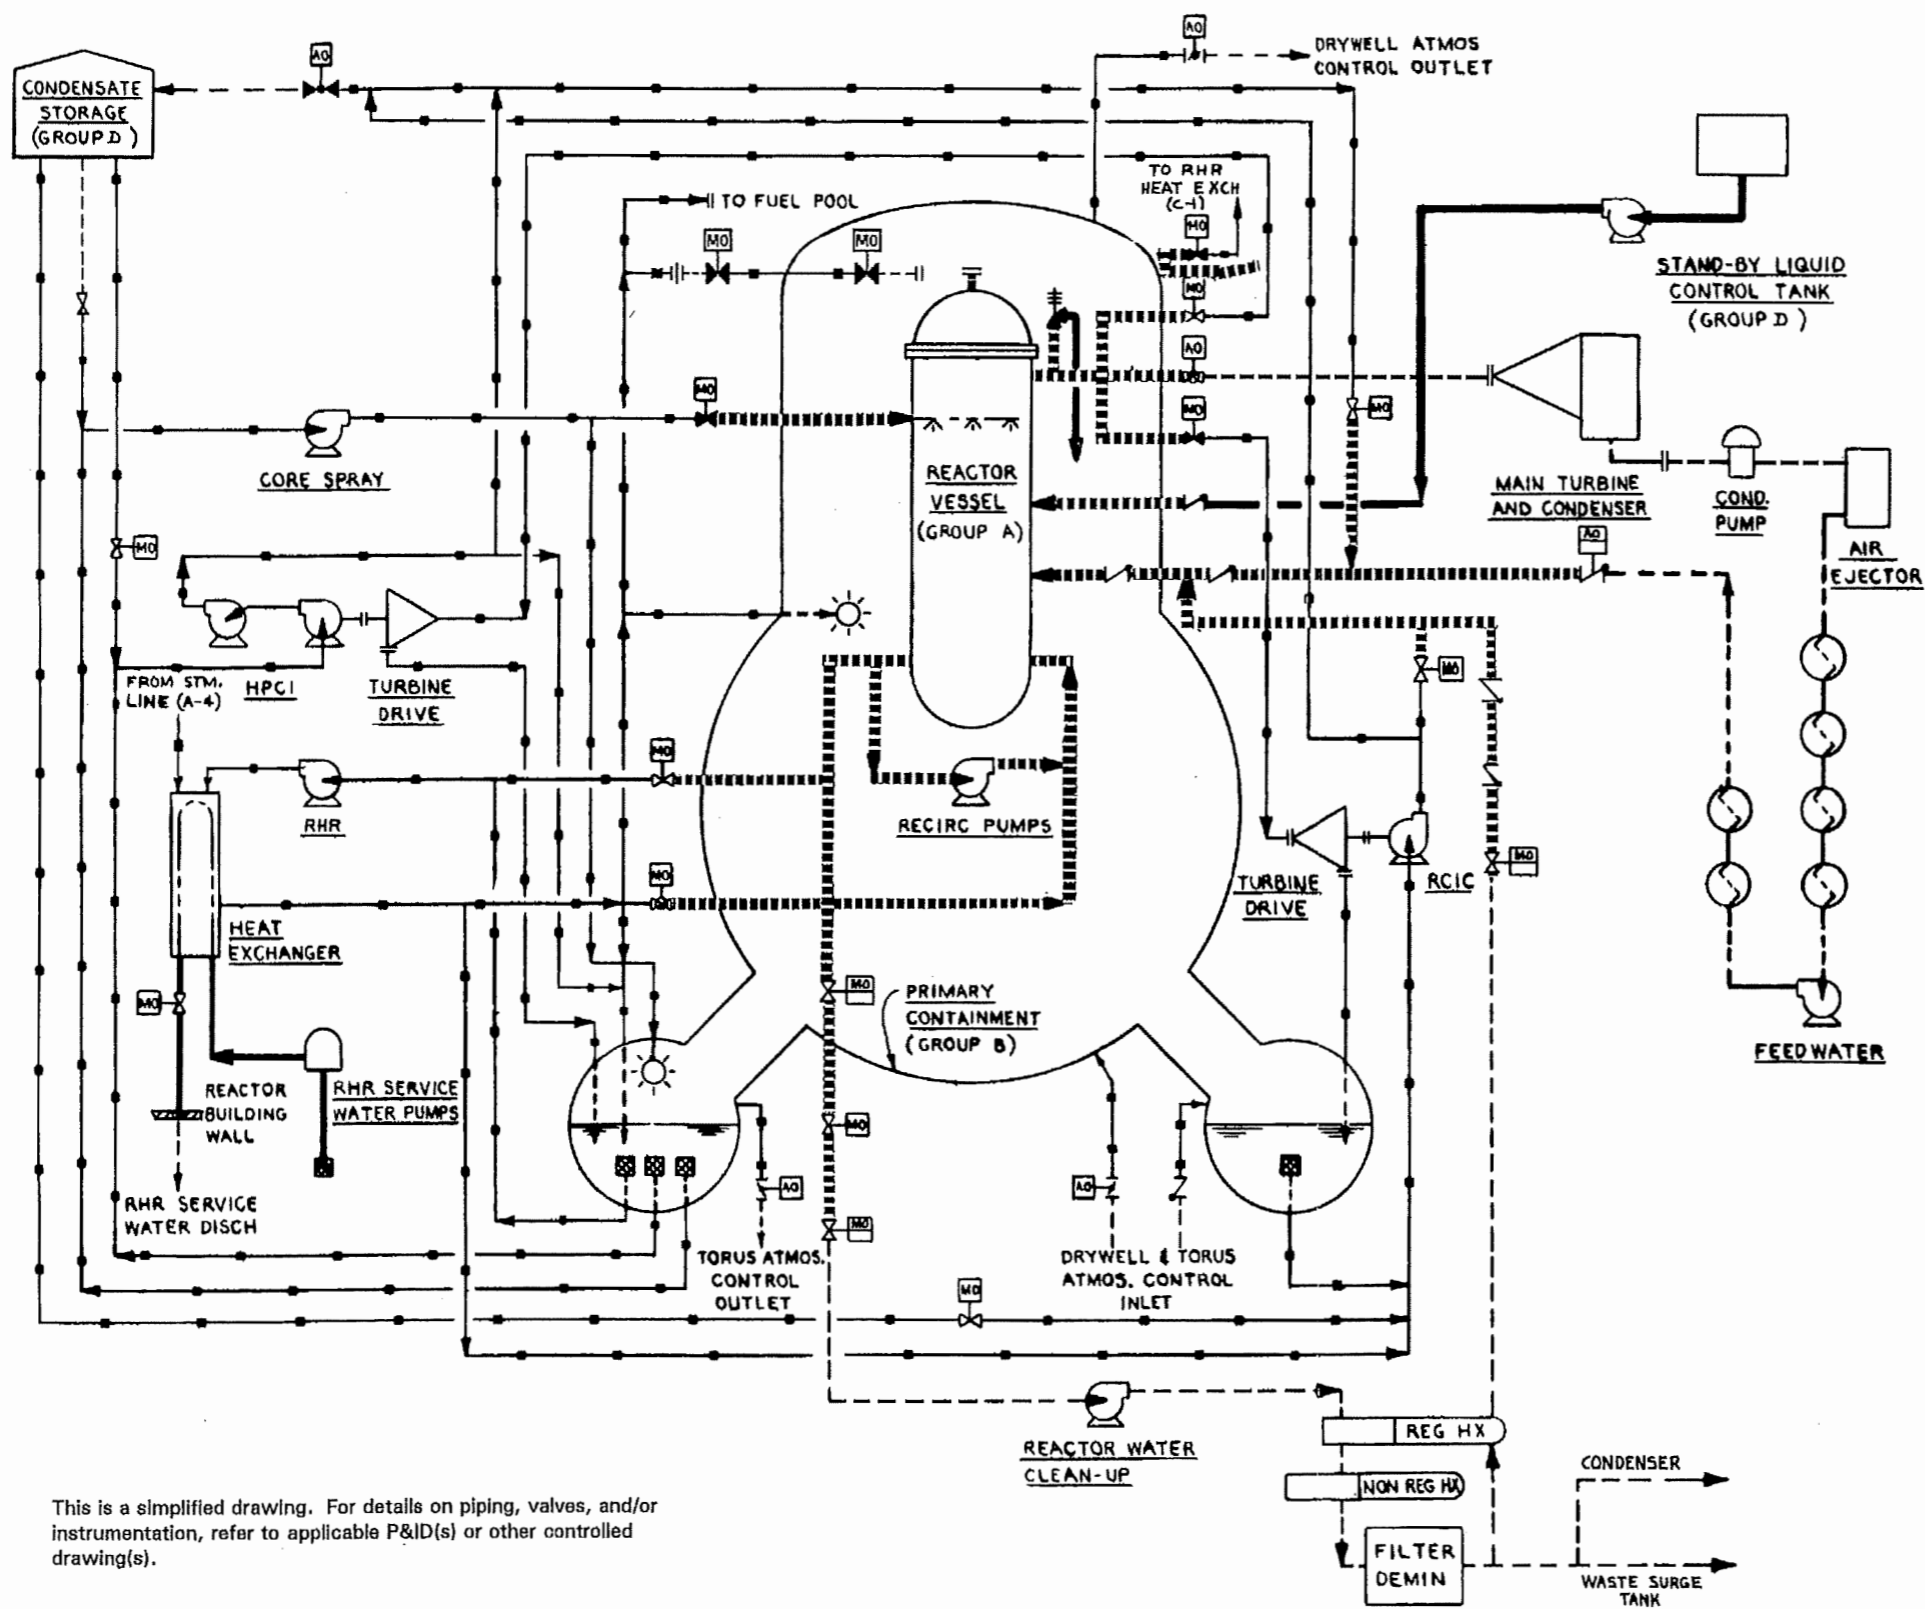 AO
DRYWELL ATMOS
CONTROL OUTLET
AO
CONDENSATE
STORAGE
(GROUP D)
TO RHR
HEAT EXCH
(C-1)
TO FUEL POOL
MO
MO
MO
MO
STAND-BY LIQUID
CONTROL TANK
(GROUP D)
AO
MO
MO
MO
CORE SPRAY
REACTOR
VESSEL
(GROUP A)
MAIN TURBINE
AND CONDENSER
COND.
PUMP
AO
AIR
EJECTOR
MO
FROM STM.
LINE (A-4)
HPCI
TURBINE
DRIVE
MO
MO
RHR
RECIRC PUMPS
MO
TURBINE
DRIVE
RCIC
MO
HEAT
EXCHANGER
MO
MO
PRIMARY
CONTAINMENT
(GROUP B)
FEEDWATER
REACTOR
BUILDING
WALL
RHR SERVICE
WATER PUMPS
MO
RHR SERVICE
WATER DISCH
AO
AO
MO
TORUS ATMOS.
CONTROL
OUTLET
DRYWELL & TORUS
ATMOS. CONTROL
INLET
MO
REACTOR WATER
CLEAN-UP
REG HX
NON REG HX
CONDENSER
FILTER
DEMIN
WASTE SURGE
TANK
This is a simplified drawing. For details on piping, valves, and/or
instrumentation, refer to applicable P&ID(s) or other controlled
drawing(s).